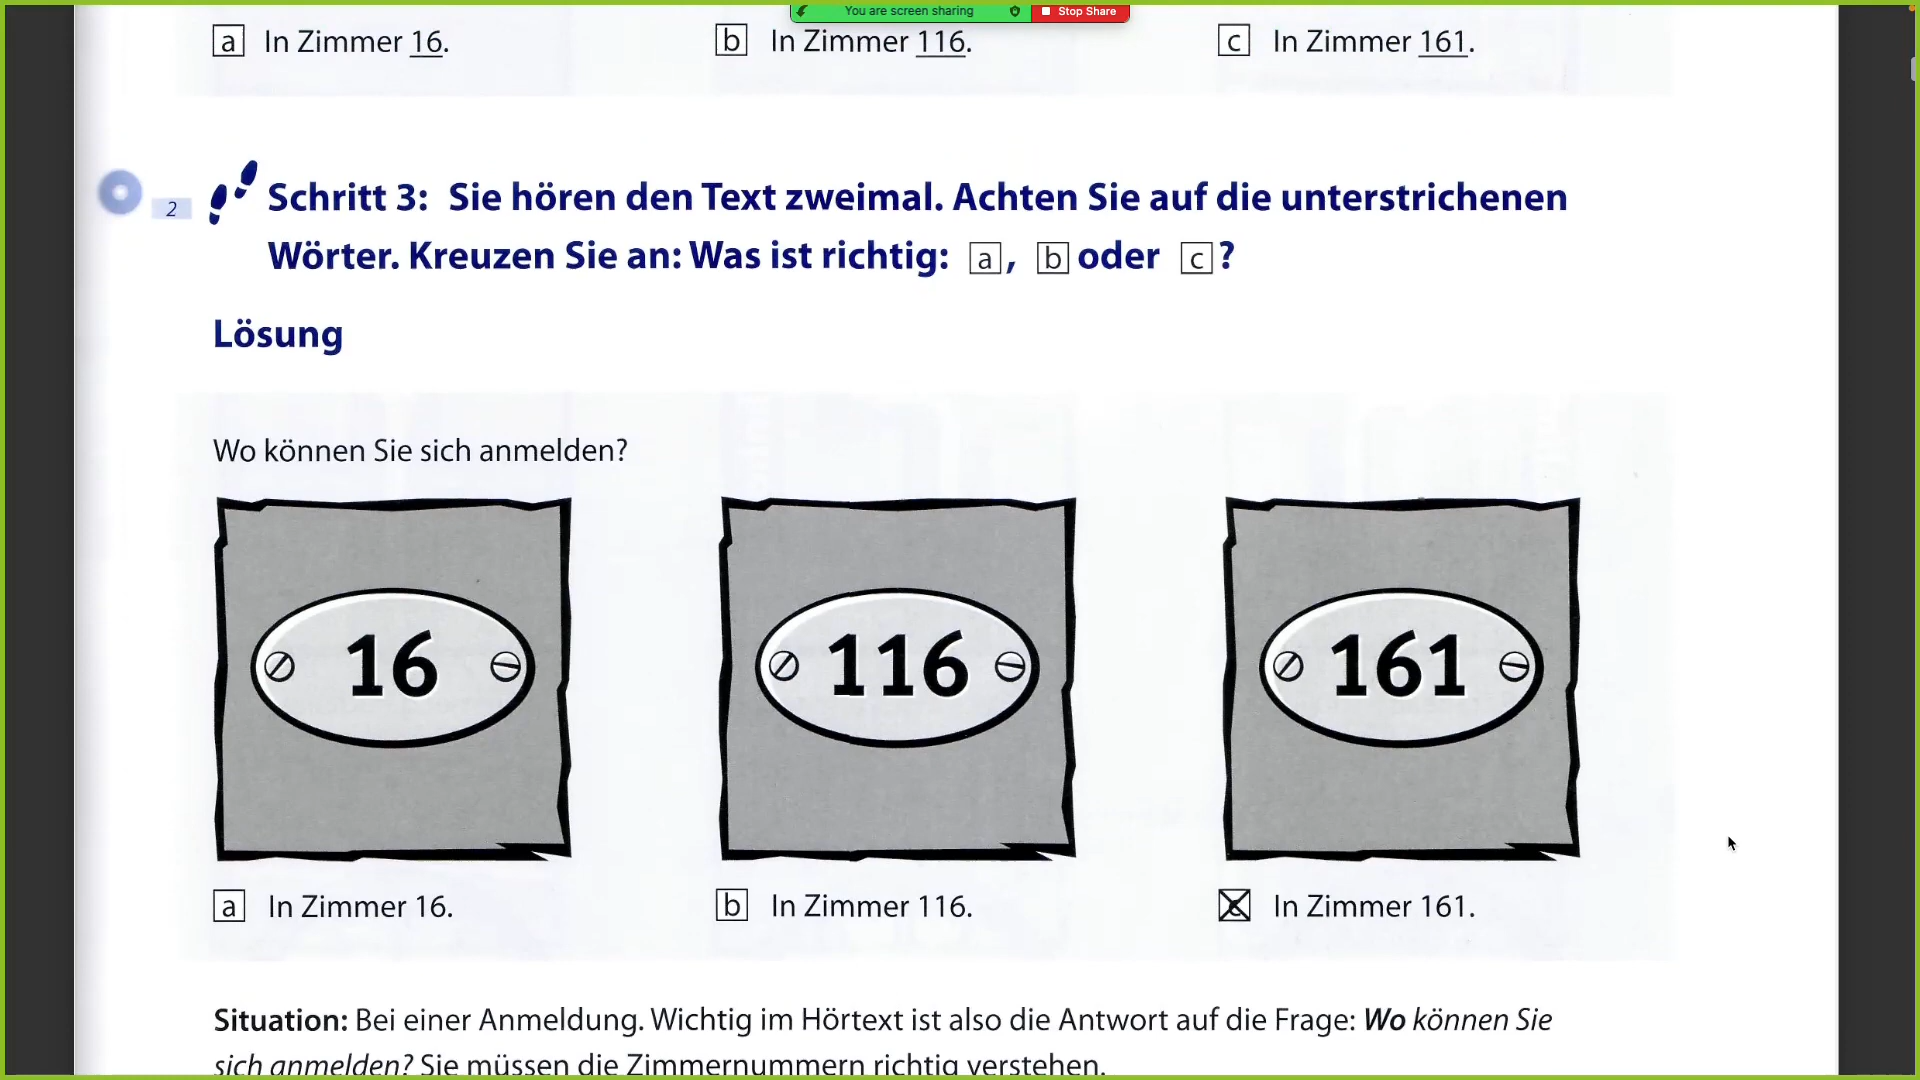 You are screen sharing Stop Share
a In Zimmer 16. b In Zimmer 116. c In Zimmer 161.
2 Schritt 3: Sie hören den Text zweimal. Achten Sie auf die unterstrichenen
Wörter. Kreuzen Sie an: Was ist richtig: a, b oder c?
Lösung
Wo können Sie sich anmelden?
16 116 161
a In Zimmer 16. b In Zimmer 116. c In Zimmer 161.
Situation: Bei einer Anmeldung. Wichtig im Hörtext ist also die Antwort auf die Frage: Wo können Sie
sich anmelden? Sie müssen die Zimmernummern richtig verstehen.